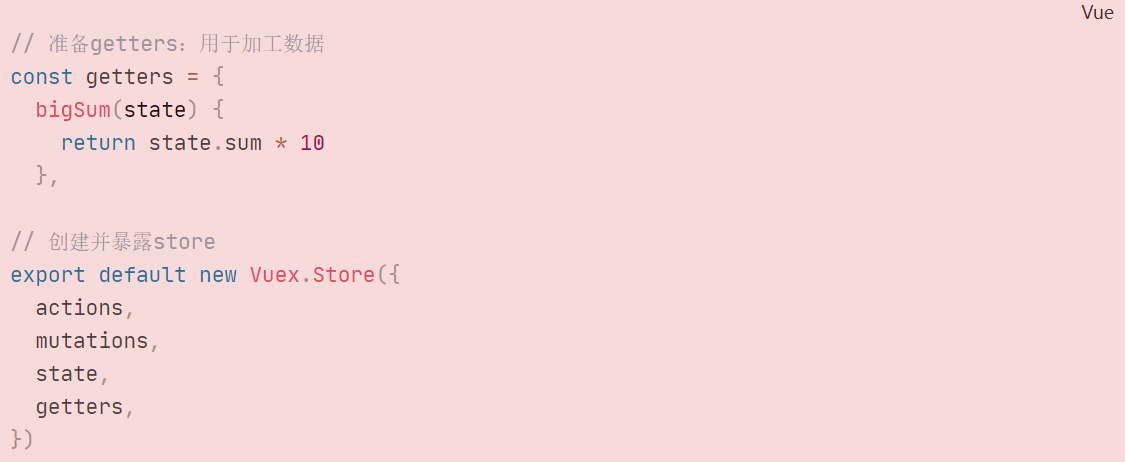 Vue
// 准备getters：用于加工数据
const getters = {
  bigSum(state) {
    return state.sum * 10
  },

// 创建并暴露store
export default new Vuex.Store({
  actions,
  mutations,
  state,
  getters,
})